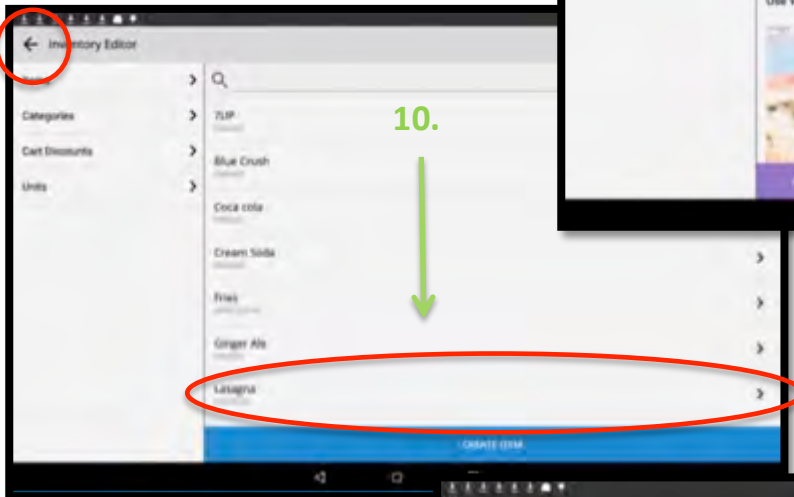 Inventory Editor
Items
Categories
Cart Discounts
Units
7UP
Blue Crush
Coca cola
Cream Soda
Fries
Ginger Ale
Lasagna
CREATE ITEM
10.